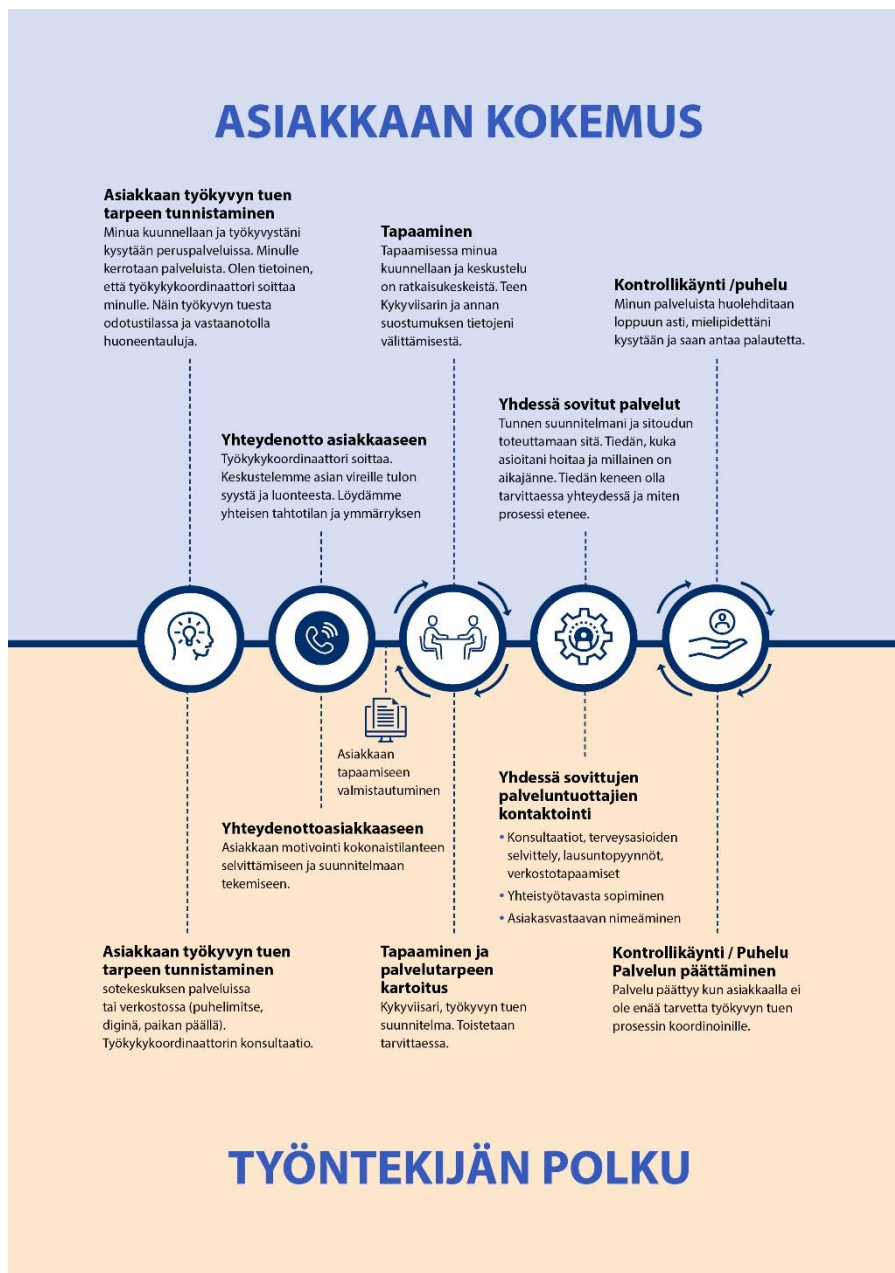 ASIAKKAAN KOKEMUS
Asiakkaan työkyvyn tuen
tarpeen tunnistaminen
Minua kuunnellaan ja työkyvystäni
kysytään peruspalveluissa. Minulle
kerrotaan palveluista. Olen tietoinen,
että työkykykoordinaattori soittaa
minulle. Näin työkyvyn tuesta
odotustilassa ja vastaanotolla
huoneentauluja.
Yhteydenotto asiakkaaseen
Työkykykoordinaattori soittaa.
Keskustelemme asian vireille tulon
syystä ja luonteesta. Löydämme
yhteisen tahtotilan ja ymmärryksen
Tapaaminen
Tapaamisessa minua
kuunnellaan ja keskustelu
on ratkaisukeskeistä. Teen
Kykyviisarin ja annan
suostumuksen tietojeni
välittämisestä.
Yhdessä sovitut palvelut
Tunnen suunnitelmani ja sitoudun
toteuttamaan sitä. Tiedän, kuka
asioitani hoitaa ja millainen on
aikajänne. Tiedän keneen olla
tarvittaessa yhteydessä ja miten
prosessi etenee.
Kontrollikäynti /puhelu
Minun palveluista huolehditaan
loppuun asti, mielipidettäni
kysytään ja saan antaa palautetta.
Asiakkaan työkyvyn tuen
tarpeen tunnistaminen
sotekeskuksen palveluissa
tai verkostossa (puhelimitse,
diginä, paikan päällä).
Työkykykoordinaattorin konsultaatio.
Yhteydenottoasiakkaaseen
Asiakkaan motivointi kokonaistilanteen
selvittämiseen ja suunnitelmaan
tekemiseen.
Asiakkaan
tapaamiseen
valmistautuminen
Tapaaminen ja
palvelutarpeen
kartoitus
Kykyviisari, työkyvyn tuen
suunnitelma. Toistetaan
tarvittaessa.
Yhdessä sovittujen
palveluntuottajien
kontaktointi
• Konsultaatiot, terveysasioiden
selvittely, lausuntopyynnöt,
verkostotapaamiset
• Yhteistyötavasta sopiminen
• Asiakasvastaavan nimeäminen
Kontrollikäynti / Puhelu
Palvelun päättäminen
Palvelu päättyy kun asiakkaalla ei
ole enää tarvetta työkyvyn tuen
prosessin koordinoinille.
TYÖNTEKIJÄN POLKU